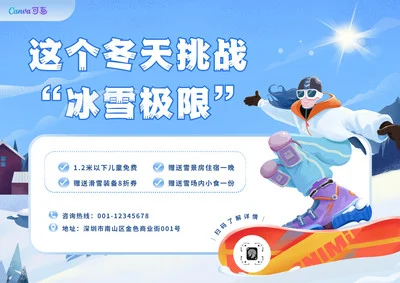 Canva可画
这个冬天挑战
“冰雪极限”
1.2米以下儿童免费
赠送雪景房住宿一晚
赠送滑雪装备8折券
赠送雪场内小食一份
咨询热线：001-12345678
地址：深圳市南山区金色商业街001号
扫码了解详情